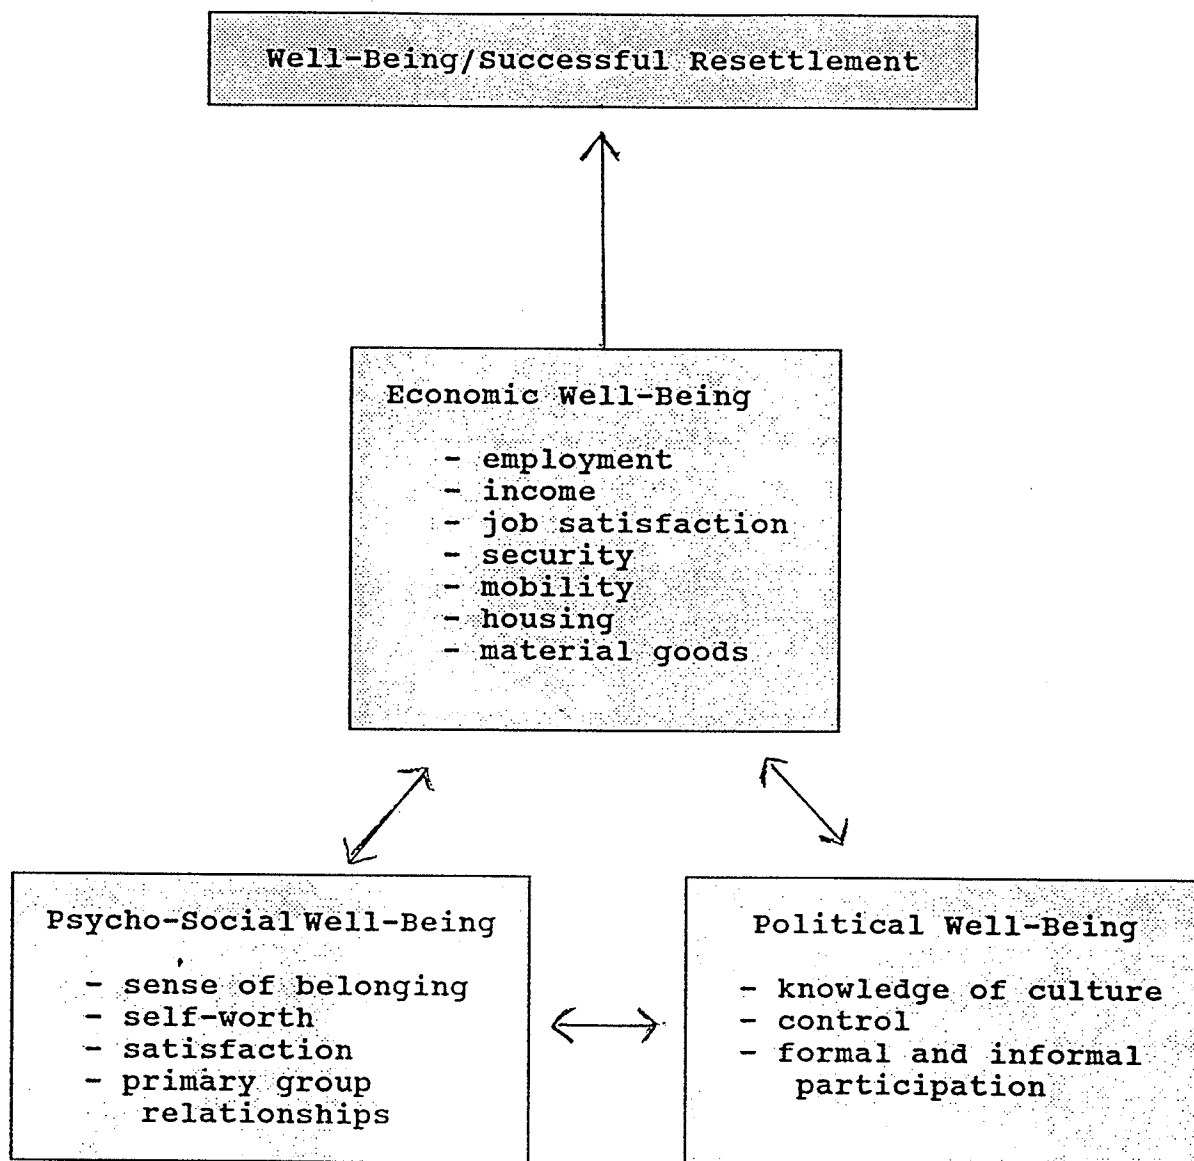 Well-Being/Successful Resettlement
Economic Well-Being
- employment
- income
- job satisfaction
- security
- mobility
- housing
- material goods
Psycho-Social Well-Being
- sense of belonging
- self-worth
- satisfaction
- primary group
relationships
Political Well-Being
- knowledge of culture
- control
- formal and informal
participation